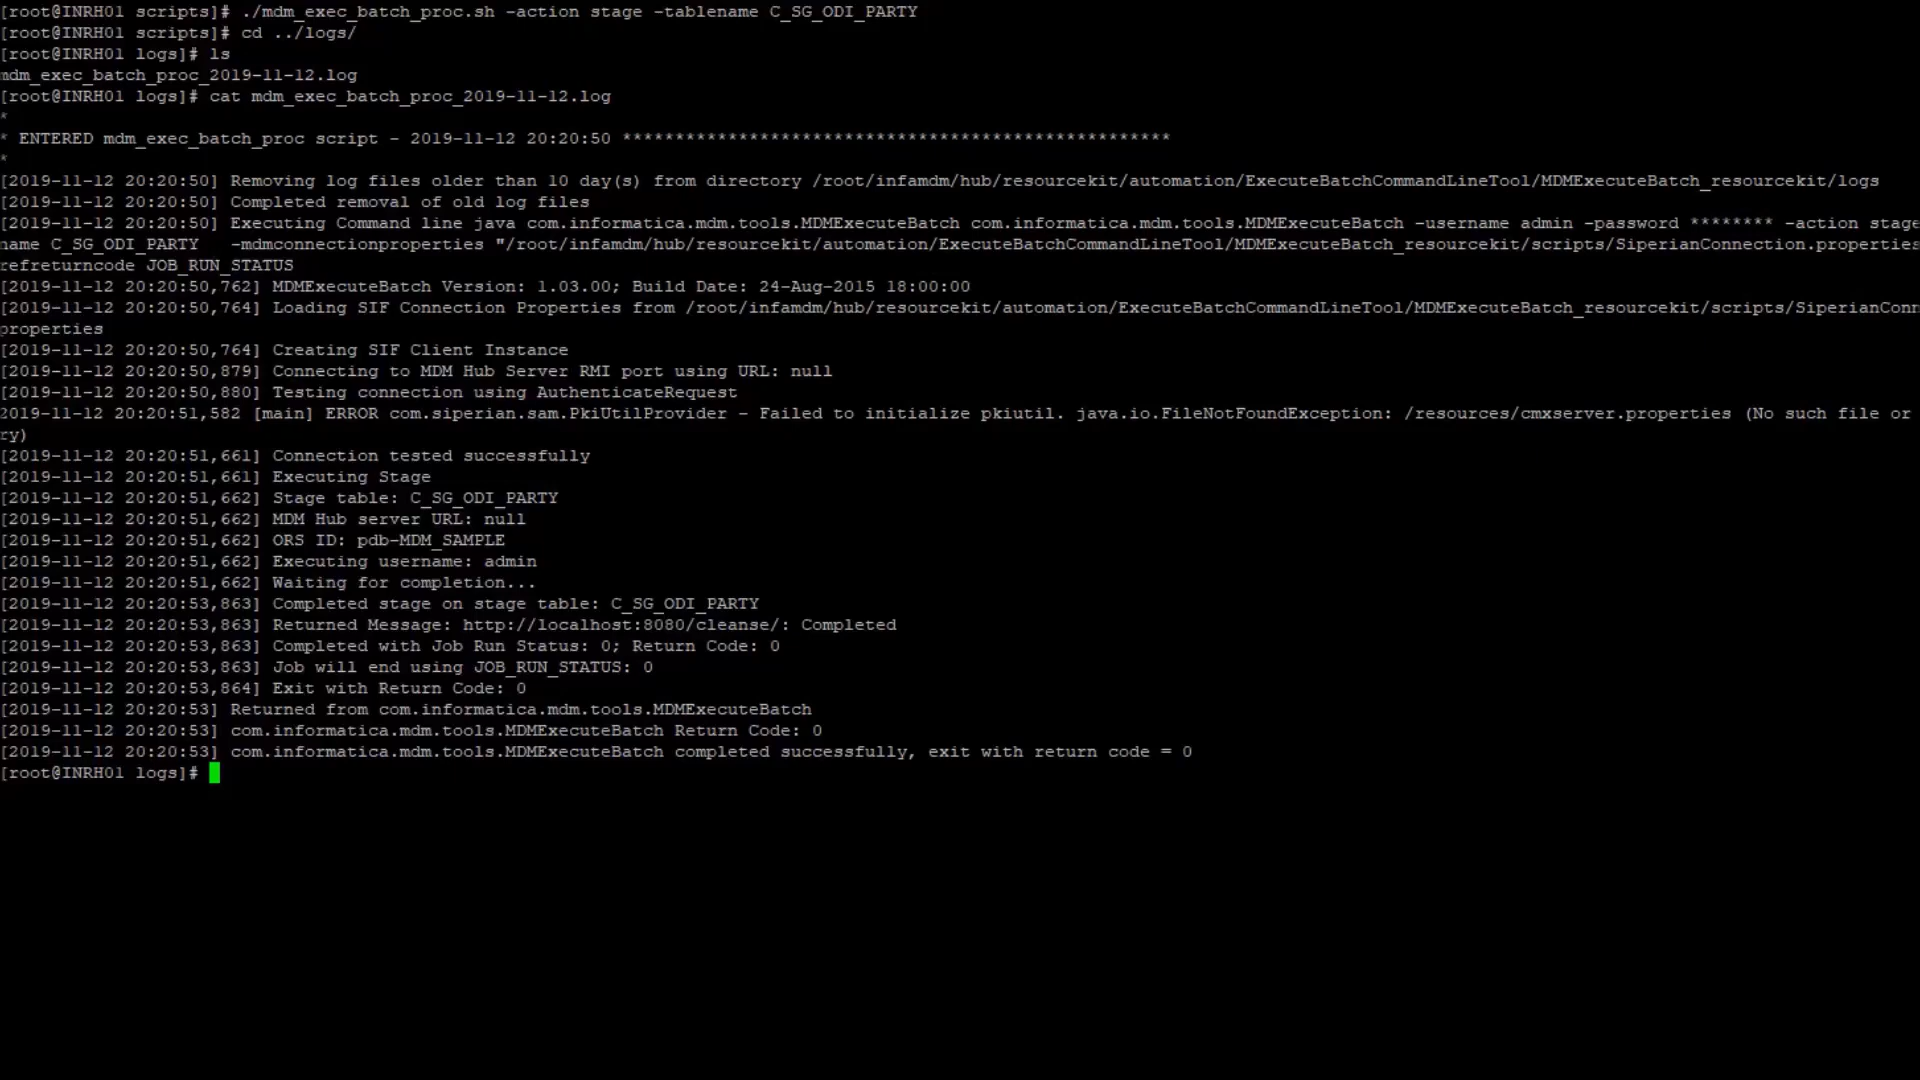 [root@INRH01 scripts]# ./mdm_exec_batch_proc.sh -action stage -tablename C_SG_ODI_PARTY
[root@INRH01 scripts]# cd ../logs/
[root@INRH01 logs]# ls
mdm_exec_batch_proc_2019-11-12.log
[root@INRH01 logs]# cat mdm_exec_batch_proc_2019-11-12.log
*
* ENTERED mdm_exec_batch_proc script - 2019-11-12 20:20:50 ****************************************************
*
[2019-11-12 20:20:50] Removing log files older than 10 day(s) from directory /root/infamdm/hub/resourcekit/automation/ExecuteBatchCommandLineTool/MDMExecuteBatch_resourcekit/logs
[2019-11-12 20:20:50] Completed removal of old log files
[2019-11-12 20:20:50] Executing Command line java com.informatica.mdm.tools.MDMExecuteBatch com.informatica.mdm.tools.MDMExecuteBatch -username admin -password ******** -action stage
name C_SG_ODI_PARTY   -mdmconnectionproperties "/root/infamdm/hub/resourcekit/automation/ExecuteBatchCommandLineTool/MDMExecuteBatch_resourcekit/scripts/SiperianConnection.properties
refreturncode JOB_RUN_STATUS
[2019-11-12 20:20:50,762] MDMExecuteBatch Version: 1.03.00; Build Date: 24-Aug-2015 18:00:00
[2019-11-12 20:20:50,764] Loading SIF Connection Properties from /root/infamdm/hub/resourcekit/automation/ExecuteBatchCommandLineTool/MDMExecuteBatch_resourcekit/scripts/SiperianConn
properties
[2019-11-12 20:20:50,764] Creating SIF Client Instance
[2019-11-12 20:20:50,879] Connecting to MDM Hub Server RMI port using URL: null
[2019-11-12 20:20:50,880] Testing connection using AuthenticateRequest
2019-11-12 20:20:51,582 [main] ERROR com.siperian.sam.PkiUtilProvider - Failed to initialize pkiutil. java.io.FileNotFoundException: /resources/cmxserver.properties (No such file or
ry)
[2019-11-12 20:20:51,661] Connection tested successfully
[2019-11-12 20:20:51,661] Executing Stage
[2019-11-12 20:20:51,662] Stage table: C_SG_ODI_PARTY
[2019-11-12 20:20:51,662] MDM Hub server URL: null
[2019-11-12 20:20:51,662] ORS ID: pdb-MDM_SAMPLE
[2019-11-12 20:20:51,662] Executing username: admin
[2019-11-12 20:20:51,662] Waiting for completion...
[2019-11-12 20:20:53,863] Completed stage on stage table: C_SG_ODI_PARTY
[2019-11-12 20:20:53,863] Returned Message: http://localhost:8080/cleanse/: Completed
[2019-11-12 20:20:53,863] Completed with Job Run Status: 0; Return Code: 0
[2019-11-12 20:20:53,863] Job will end using JOB_RUN_STATUS: 0
[2019-11-12 20:20:53,864] Exit with Return Code: 0
[2019-11-12 20:20:53] Returned from com.informatica.mdm.tools.MDMExecuteBatch
[2019-11-12 20:20:53] com.informatica.mdm.tools.MDMExecuteBatch Return Code: 0
[2019-11-12 20:20:53] com.informatica.mdm.tools.MDMExecuteBatch completed successfully, exit with return code = 0
[root@INRH01 logs]#